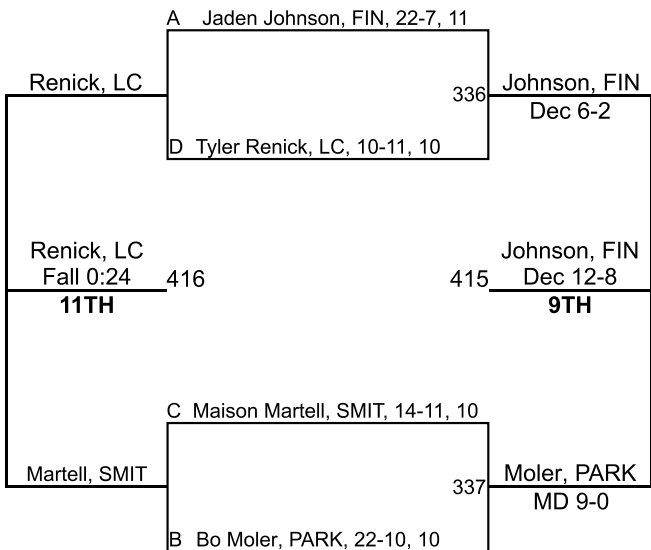 A Jaden Johnson, FIN, 22-7, 11
Renick, LC
336
Johnson, FIN
Dec 6-2
D Tyler Renick, LC, 10-11, 10
Renick, LC
Fall 0:24
416
11TH
415
Johnson, FIN
Dec 12-8
9TH
C Maison Martell, SMIT, 14-11, 10
Martell, SMIT
337
Moler, PARK
MD 9-0
B Bo Moler, PARK, 22-10, 10